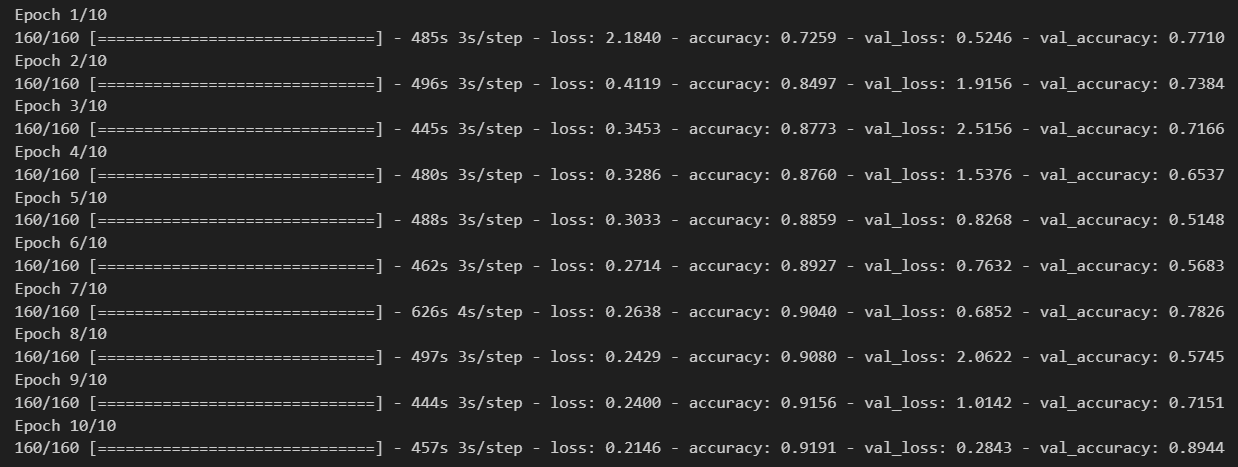 Epoch 1/10
160/160 [==============================] - 485s 3s/step - loss: 2.1840 - accuracy: 0.7259 - val_loss: 0.5246 - val_accuracy: 0.7710
Epoch 2/10
160/160 [==============================] - 496s 3s/step - loss: 0.4119 - accuracy: 0.8497 - val_loss: 1.9156 - val_accuracy: 0.7384
Epoch 3/10
160/160 [==============================] - 445s 3s/step - loss: 0.3453 - accuracy: 0.8773 - val_loss: 2.5156 - val_accuracy: 0.7166
Epoch 4/10
160/160 [==============================] - 480s 3s/step - loss: 0.3286 - accuracy: 0.8760 - val_loss: 1.5376 - val_accuracy: 0.6537
Epoch 5/10
160/160 [==============================] - 488s 3s/step - loss: 0.3033 - accuracy: 0.8859 - val_loss: 0.8268 - val_accuracy: 0.5148
Epoch 6/10
160/160 [==============================] - 462s 3s/step - loss: 0.2714 - accuracy: 0.8927 - val_loss: 0.7632 - val_accuracy: 0.5683
Epoch 7/10
160/160 [==============================] - 626s 4s/step - loss: 0.2638 - accuracy: 0.9040 - val_loss: 0.6852 - val_accuracy: 0.7826
Epoch 8/10
160/160 [==============================] - 497s 3s/step - loss: 0.2429 - accuracy: 0.9080 - val_loss: 2.0622 - val_accuracy: 0.5745
Epoch 9/10
160/160 [==============================] - 444s 3s/step - loss: 0.2400 - accuracy: 0.9156 - val_loss: 1.0142 - val_accuracy: 0.7151
Epoch 10/10
160/160 [==============================] - 457s 3s/step - loss: 0.2146 - accuracy: 0.9191 - val_loss: 0.2843 - val_accuracy: 0.8944